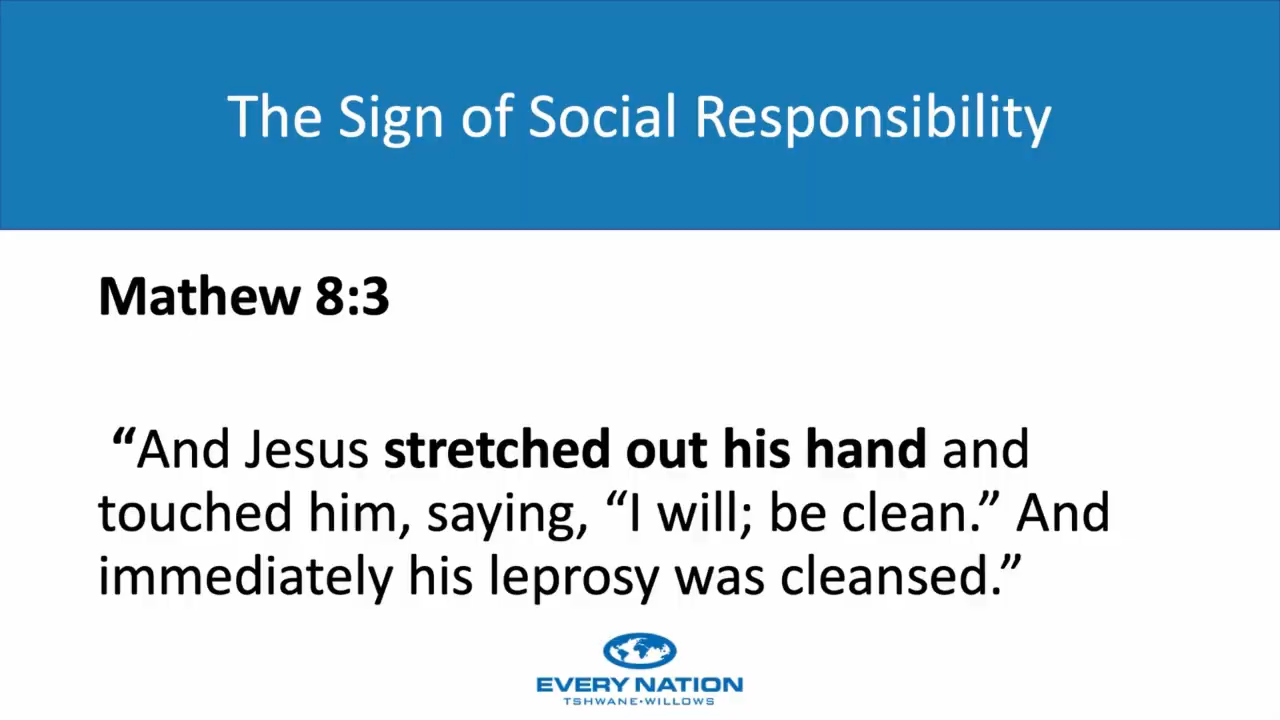 The Sign of Social Responsibility
Mathew 8:3
“And Jesus stretched out his hand and
touched him, saying, “I will; be clean.” And
immediately his leprosy was cleansed.”
EVERY NATION
TSHWANE•WILLOWS